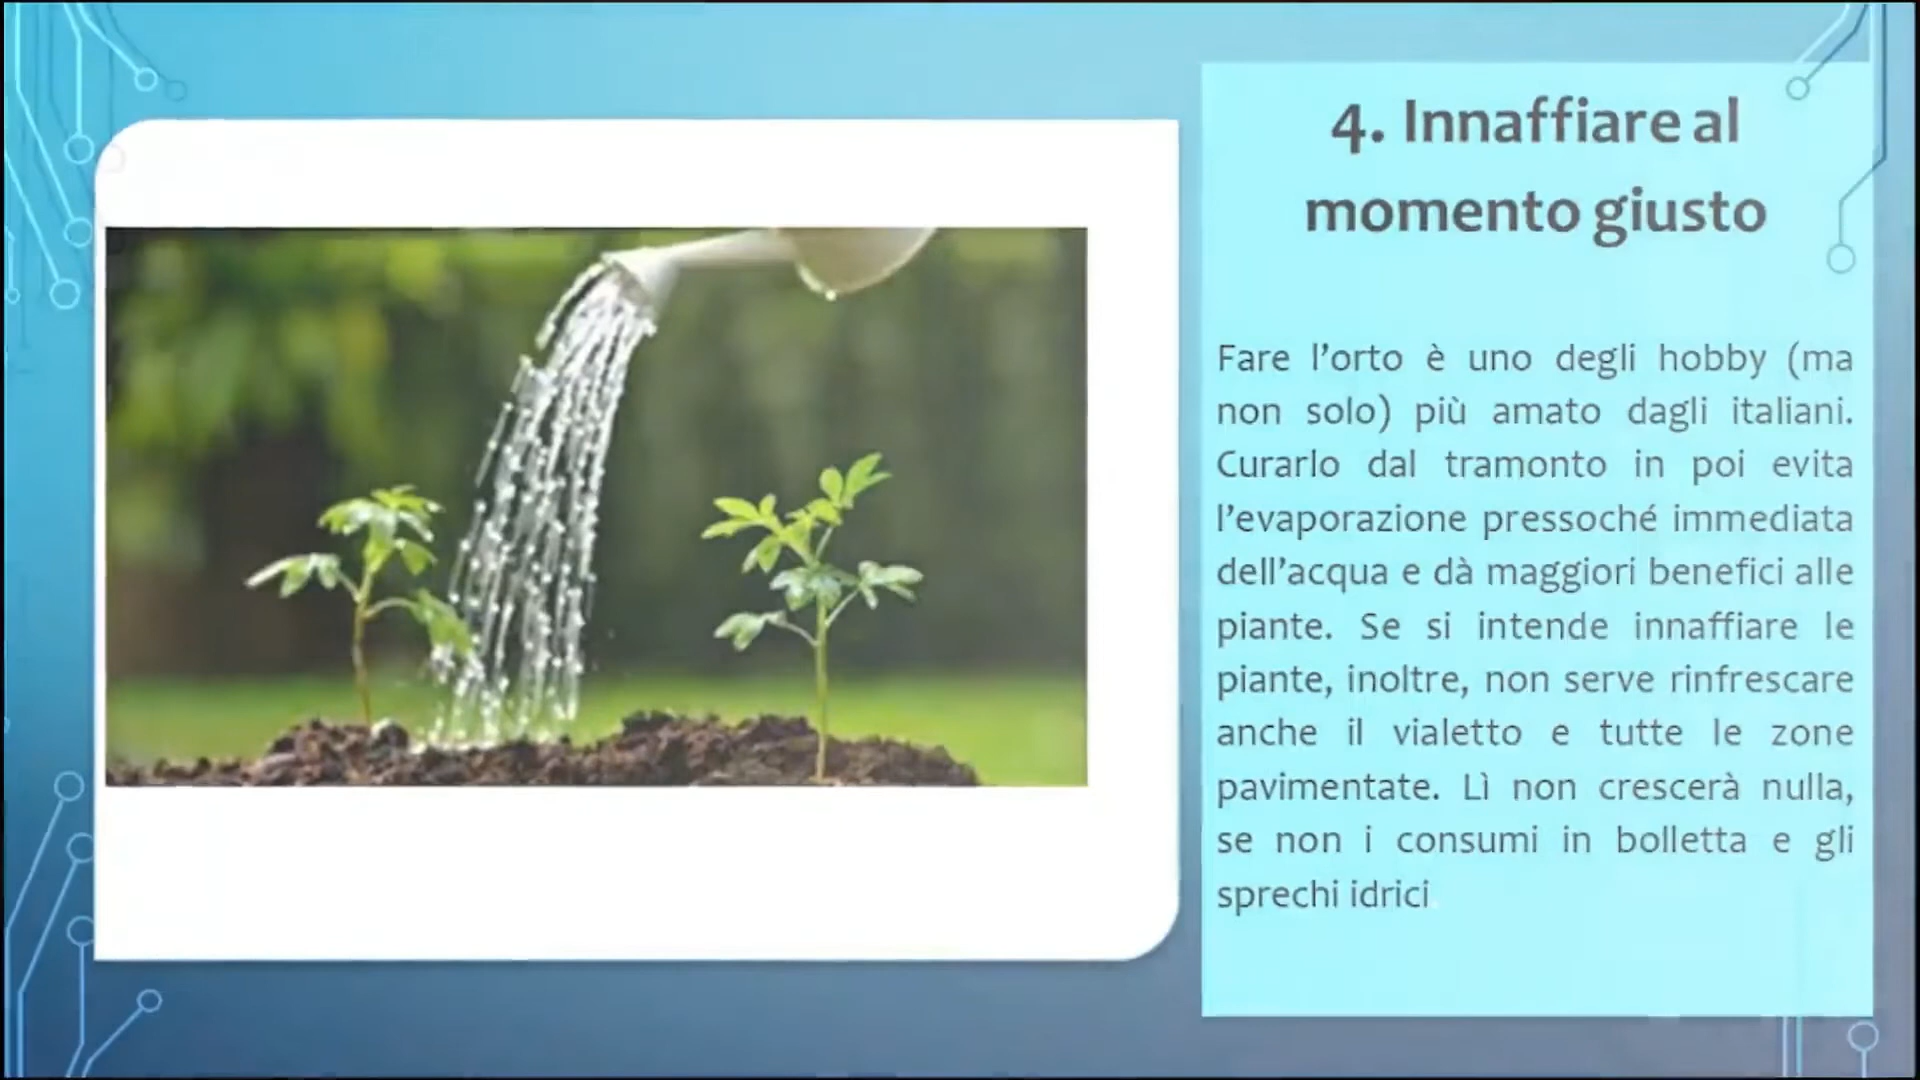 4. Innaffiare al
momento giusto
Fare l’orto è uno degli hobby (ma
non solo) più amato dagli italiani.
Curarlo dal tramonto in poi evita
l’evaporazione pressoché immediata
dell’acqua e dà maggiori benefici alle
piante. Se si intende innaffiare le
piante, inoltre, non serve rinfrescare
anche il vialetto e tutte le zone
pavimentate. Lì non crescerà nulla,
se non i consumi in bolletta e gli
sprechi idrici.